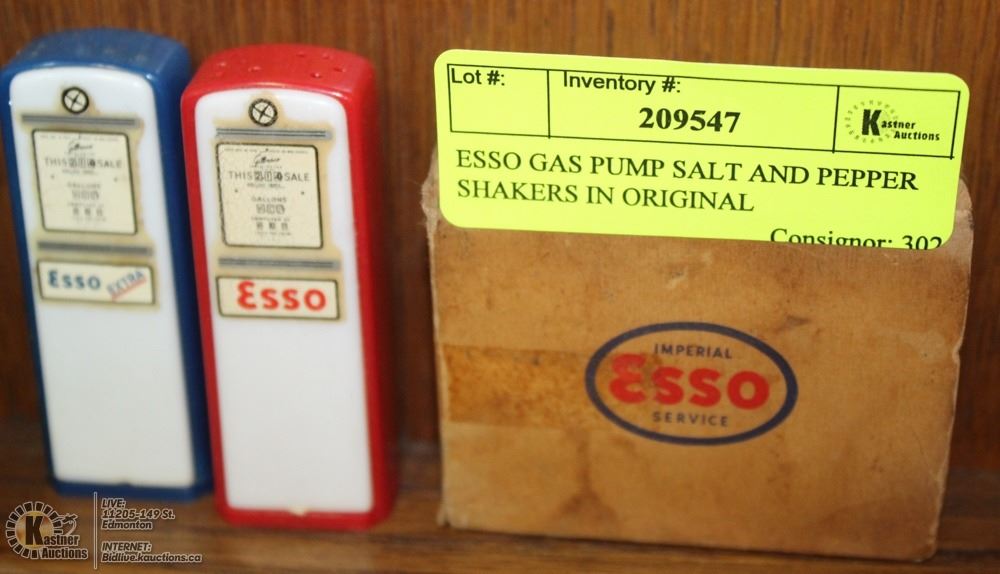 Lot #:
Inventory #:
209547
Kastner
Auctions
ESSO GAS PUMP SALT AND PEPPER
SHAKERS IN ORIGINAL
Consignor: 302
IMPERIAL
Esso
SERVICE
THIS SALE
GALLONS
Esso EXTRA
THIS SALE
GALLONS
Esso
Kastner
Auctions
LIVE:
11205-149 St.
Edmonton
INTERNET:
Bidlive.kauctions.ca